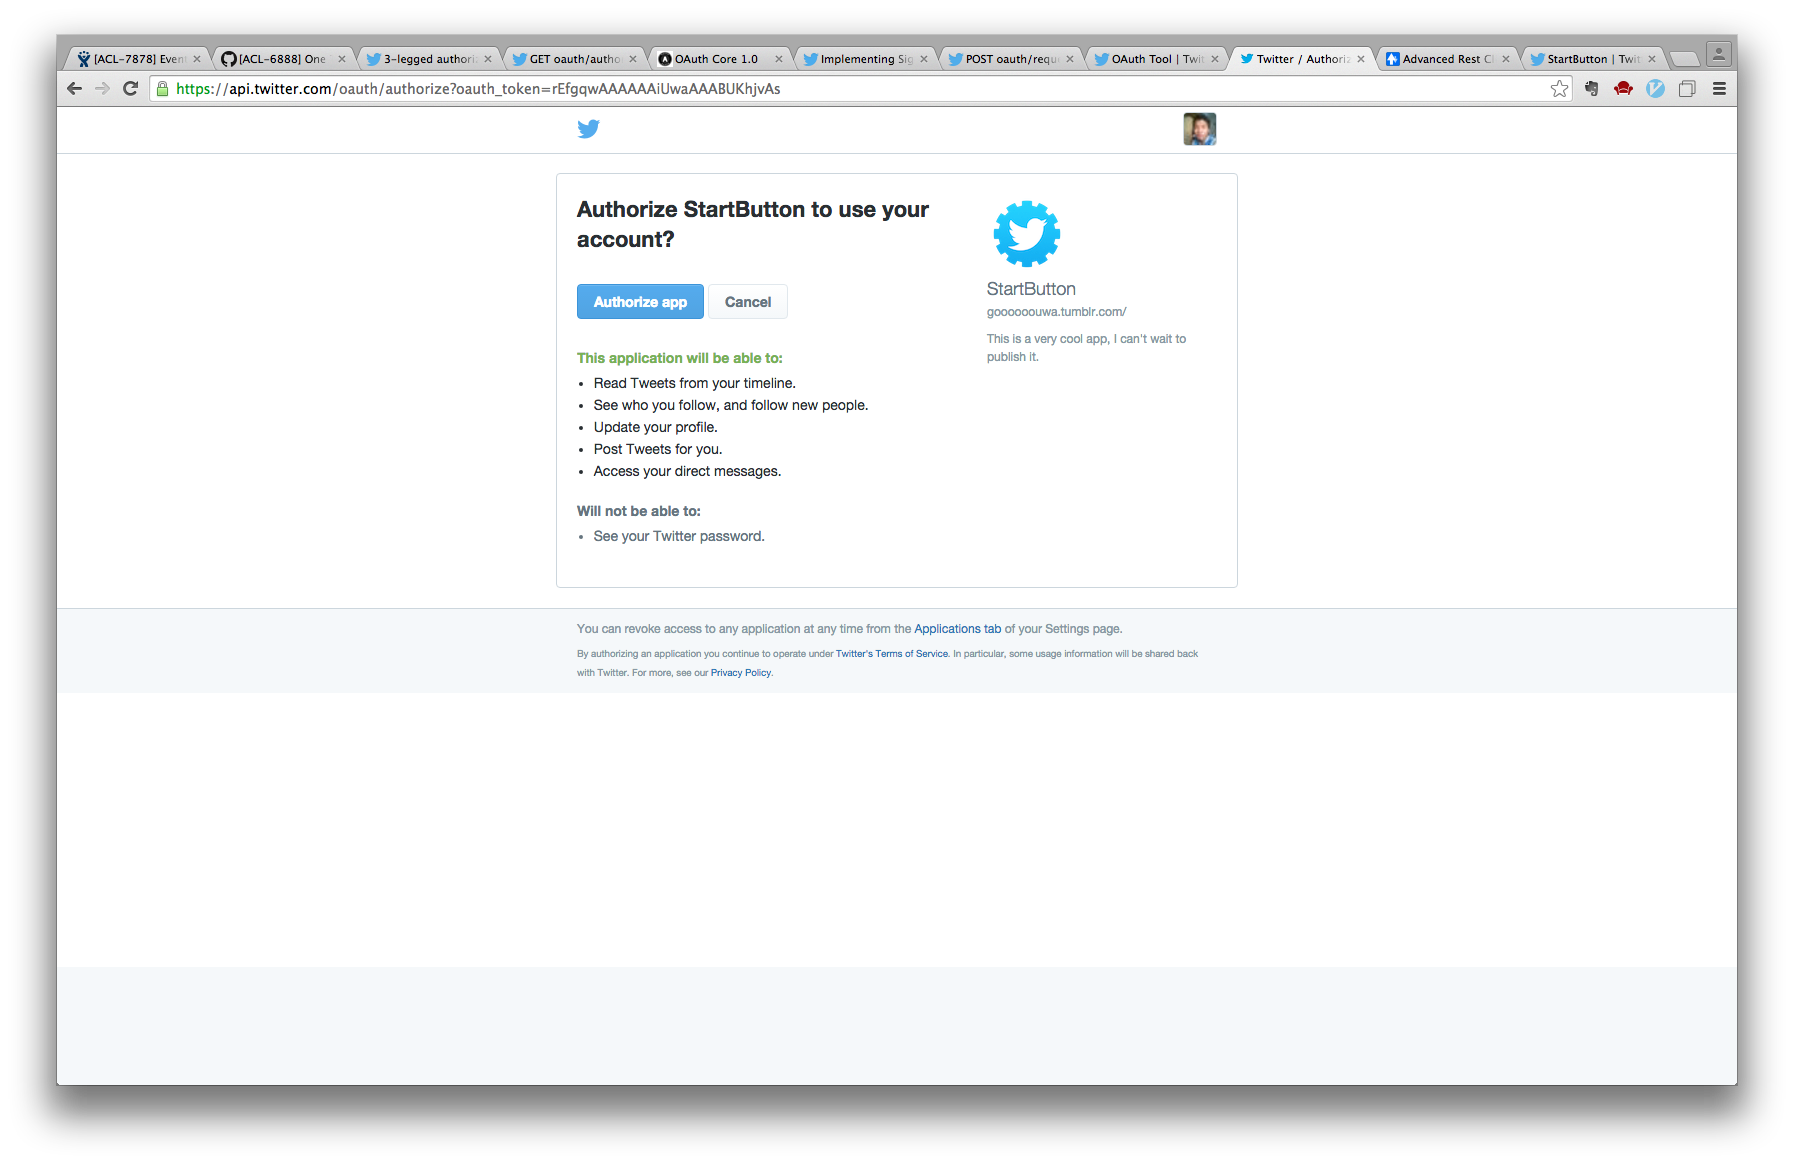 [ACL-7878] Even
[ACL-6888] One
3-legged authori
GET oauth/autho
OAuth Core 1.0
Implementing Sig
POST oauth/requ
OAuth Tool | Twit
Twitter / Authoriz
Advanced Rest Cl
StartButton | Twit
https://api.twitter.com/oauth/authorize?oauth_token=rEfgqwAAAAAAiUwaAAABUKhjvAs
Authorize StartButton to use your
account?
Authorize app
Cancel
This application will be able to:
• Read Tweets from your timeline.
• See who you follow, and follow new people.
• Update your profile.
• Post Tweets for you.
• Access your direct messages.
Will not be able to:
• See your Twitter password.
StartButton
goooooouwa.tumblr.com/
This is a very cool app, I can't wait to
publish it.
You can revoke access to any application at any time from the Applications tab of your Settings page.
By authorizing an application you continue to operate under Twitter's Terms of Service. In particular, some usage information will be shared back
with Twitter. For more, see our Privacy Policy.